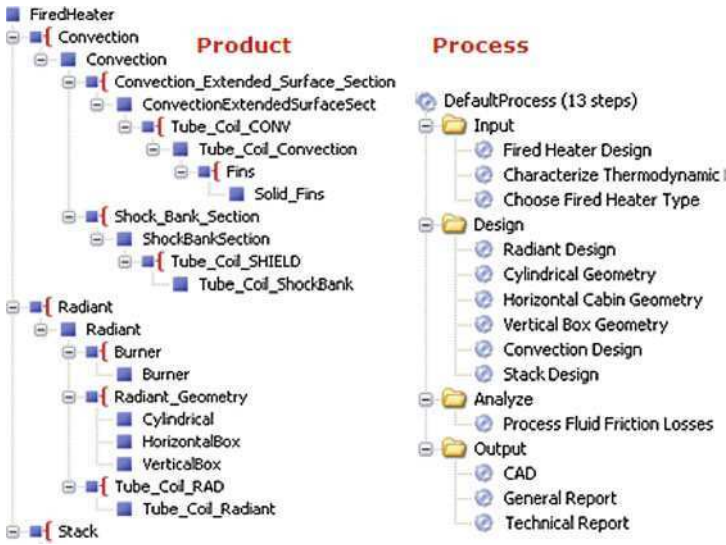 FiredHeater
Convection
Product
Convection
Convection_Extended_Surface_Section
ConvectionExtendedSurfaceSect
Tube_Coil_CONV
Tube_Coil_Convection
Fins
Solid_Fins
Shock_Bank_Section
ShockBankSection
Tube_Coil_SHIELD
Tube_Coil_ShockBank
Radiant
Radiant
Burner
Burner
Radiant_Geometry
Cylindrical
HorizontalBox
VerticalBox
Tube_Coil_RAD
Tube_Coil_Radiant
Stack
Process
DefaultProcess (13 steps)
Input
Fired Heater Design
Characterize Thermodynamic
Choose Fired Heater Type
Design
Radiant Design
Cylindrical Geometry
Horizontal Cabin Geometry
Vertical Box Geometry
Convection Design
Stack Design
Analyze
Process Fluid Friction Losses
Output
CAD
General Report
Technical Report